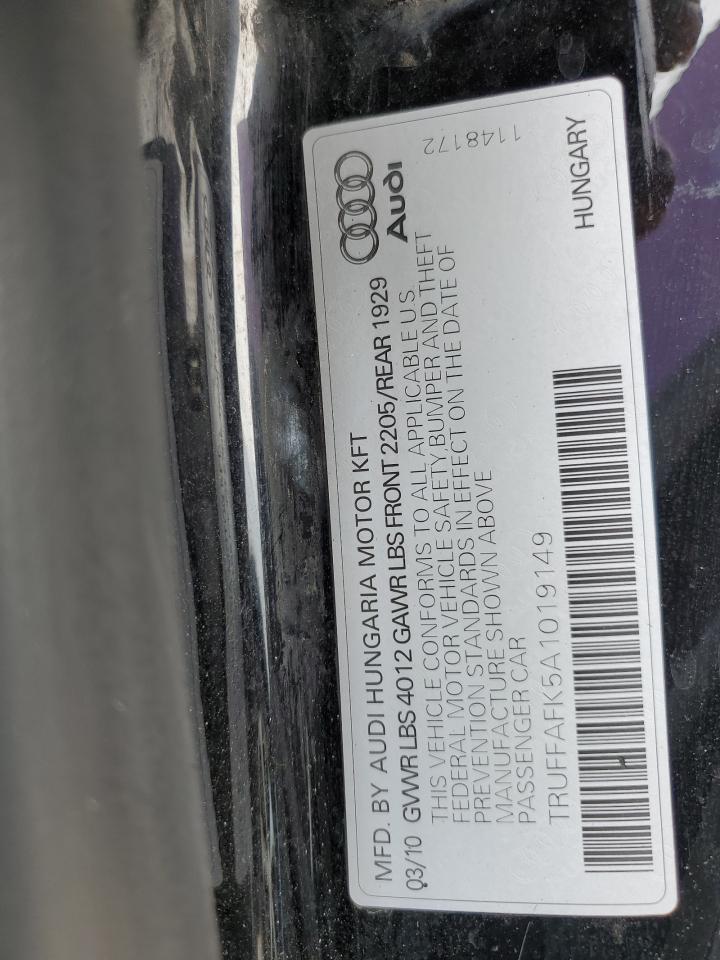 MFD. BY AUDI HUNGARIA MOTOR KFT
03/10 GVWR LBS 4012 GAWR LBS FRONT 2205/REAR 1929
Audi
THIS VEHICLE CONFORMS TO ALL APPLICABLE U.S.
FEDERAL MOTOR VEHICLE SAFETY, BUMPER AND THEFT
PREVENTION STANDARDS IN EFFECT ON THE DATE OF
MANUFACTURE SHOWN ABOVE
PASSENGER CAR
TRUFFAFK5A1019149
HUNGARY
1148172